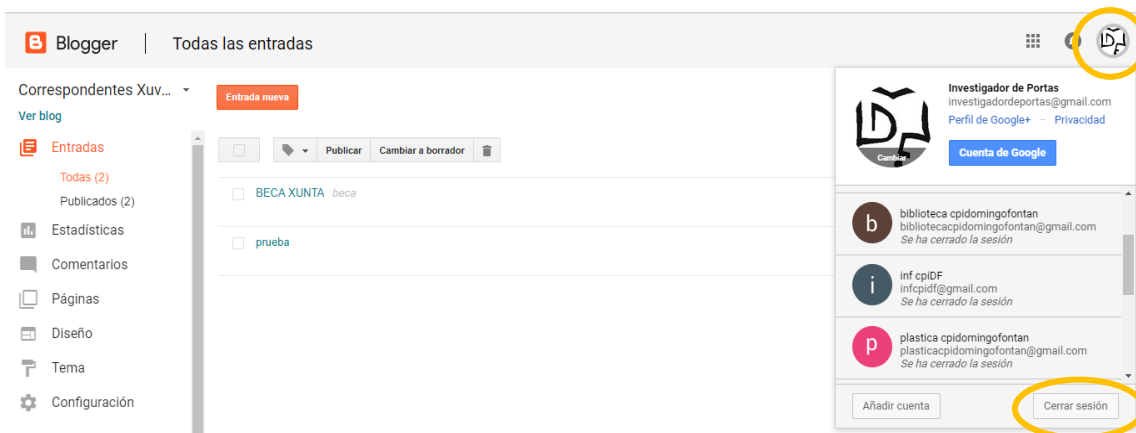 Blogger | Todas las entradas
Correspondentes Xuv...
Ver blog
Entrada nueva
Entradas
Todas (2)
Publicados (2)
Estadísticas
Comentarios
Páginas
Diseño
Tema
Configuración
Publicar Cambiar a borrador
BECA XUNTA beca
prueba
Cambiar
Investigador de Portas
investigadordeportas@gmail.com
Perfil de Google+ – Privacidad
Cuenta de Google
b
biblioteca cpidomingofontan
bibliotecacpidomingofontan@gmail.com
Se ha cerrado la sesión
i
inf cpiDF
infcpidf@gmail.com
Se ha cerrado la sesión
p
plastica cpidomingofontan
plasticacpidomingofontan@gmail.com
Se ha cerrado la sesión
Añadir cuenta Cerrar sesión